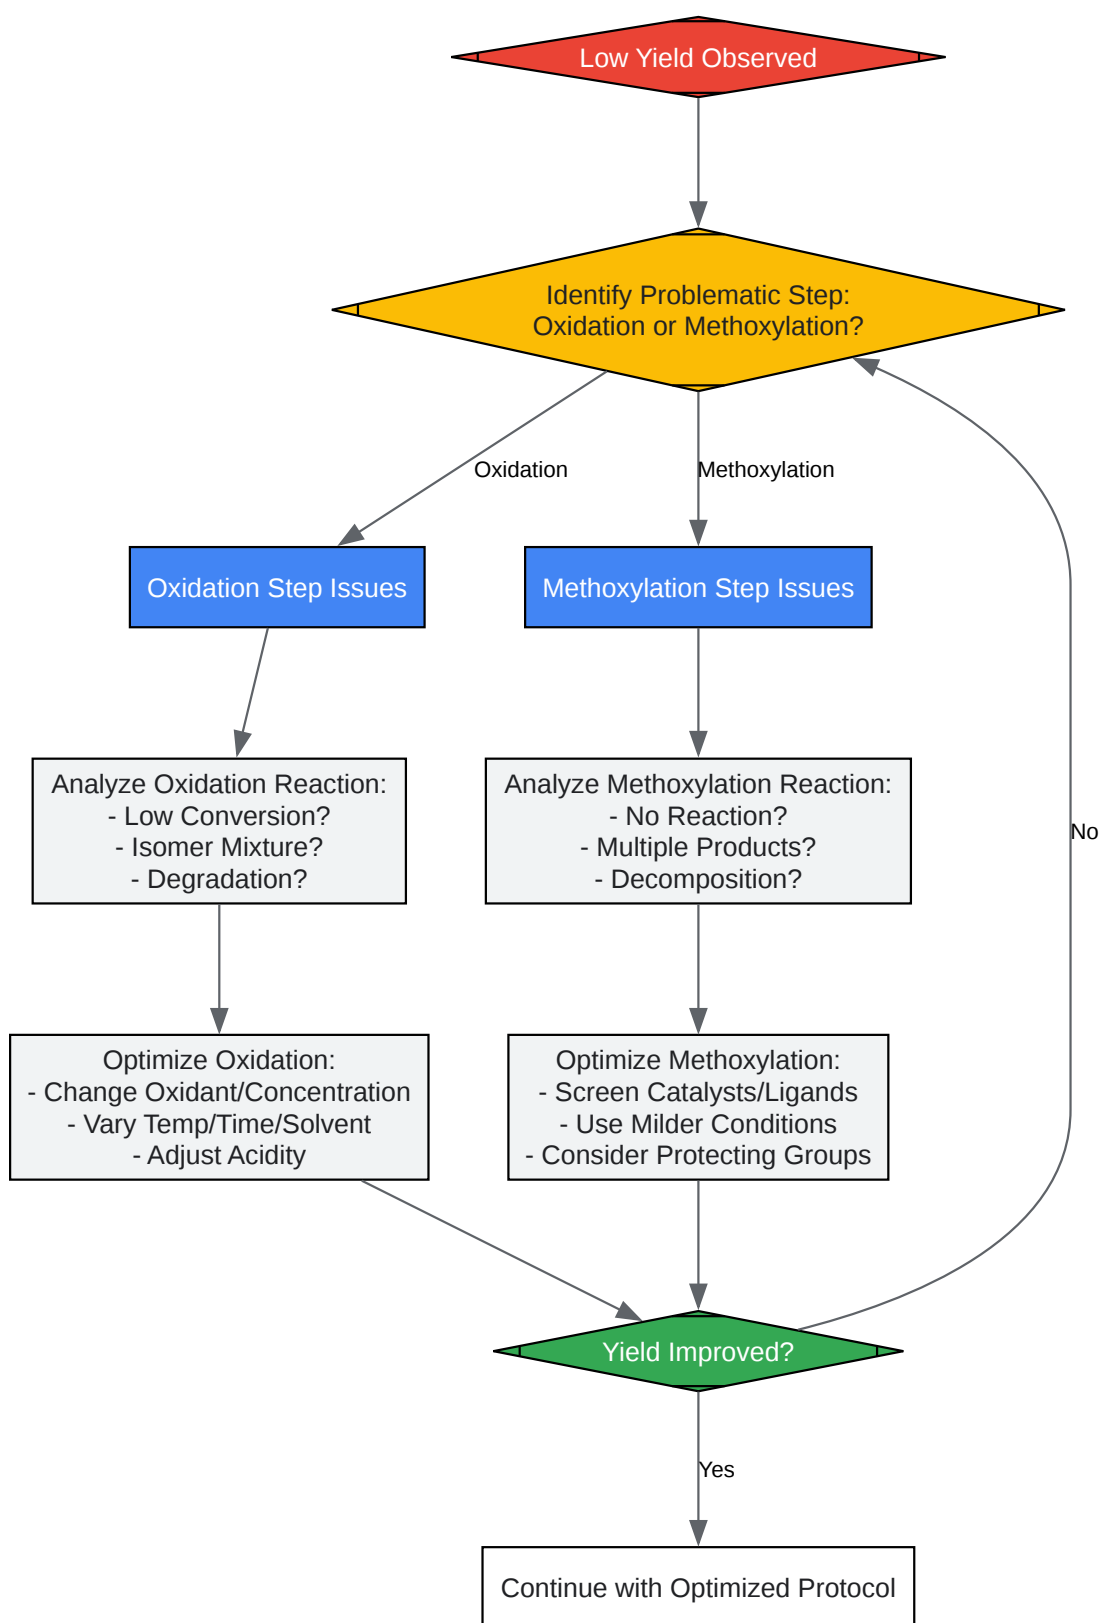 Low Yield Observed
Identify Problematic Step:
Oxidation or Methoxylation?
Oxidation
Methoxylation
Oxidation Step Issues
Methoxylation Step Issues
Analyze Oxidation Reaction:
- Low Conversion?
- Isomer Mixture?
- Degradation?
Analyze Methoxylation Reaction:
- No Reaction?
- Multiple Products?
- Decomposition?
No
Optimize Oxidation:
- Change Oxidant/Concentration
- Vary Temp/Time/Solvent
- Adjust Acidity
Optimize Methoxylation:
- Screen Catalysts/Ligands
- Use Milder Conditions
- Consider Protecting Groups
Yield Improved?
Yes
Continue with Optimized Protocol